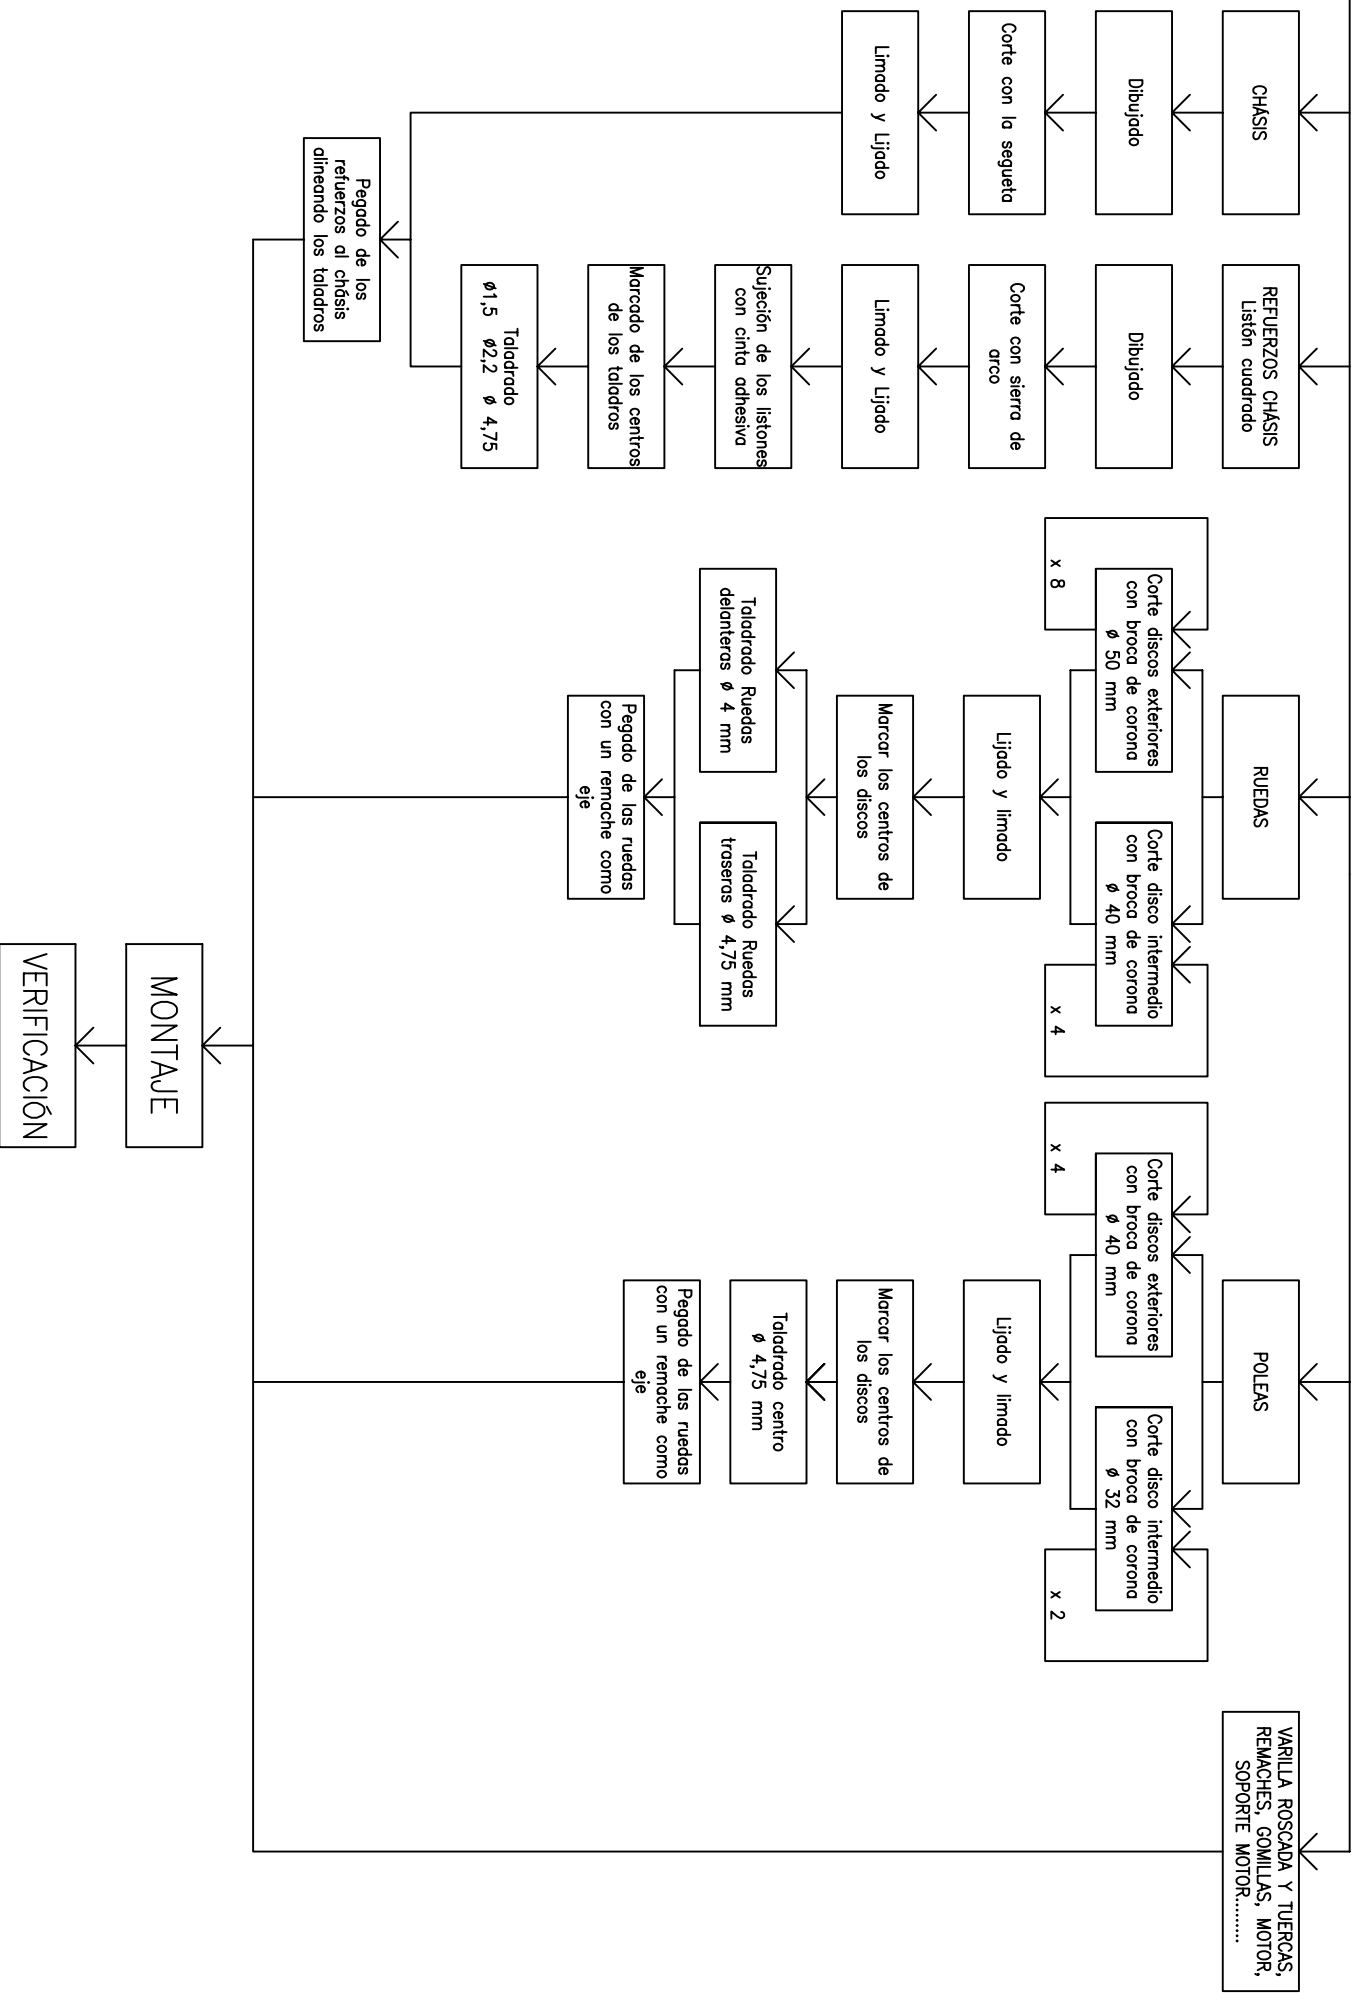 CHÁSIS
Dibujado
Corte con la segueta
Limado y Lijado
REFUERZOS CHÁSIS
Listón cuadrado
Dibujado
Corte con sierra de
arco
Limado y Lijado
Sujeción de los listones
con cinta adhesiva
Marcado de los centros
de los taladros
Taladrado
ø1,5 ø2,2 ø 4,75
Pegado de los
refuerzos al chásis
alineando los taladros
RUEDAS
Corte discos exteriores
con broca de corona
ø 50 mm
x 8
Corte disco intermedio
con broca de corona
ø 40 mm
x 4
Lijado y limado
Marcar los centros de
los discos
Taladrado Ruedas
delanteras ø 4 mm
Taladrado Ruedas
traseras ø 4,75 mm
Pegado de las ruedas
con un remache como
eje
POLEAS
Corte discos exteriores
con broca de corona
ø 40 mm
x 4
Corte disco intermedio
con broca de corona
ø 32 mm
x 2
Lijado y limado
Marcar los centros de
los discos
Taladrado centro
ø 4,75 mm
Pegado de las ruedas
con un remache como
eje
VARILLA ROSCADA Y TUERCAS,
REMACHES, GOMILLAS, MOTOR,
SOPORTE MOTOR.........
MONTAJE
VERIFICACIÓN